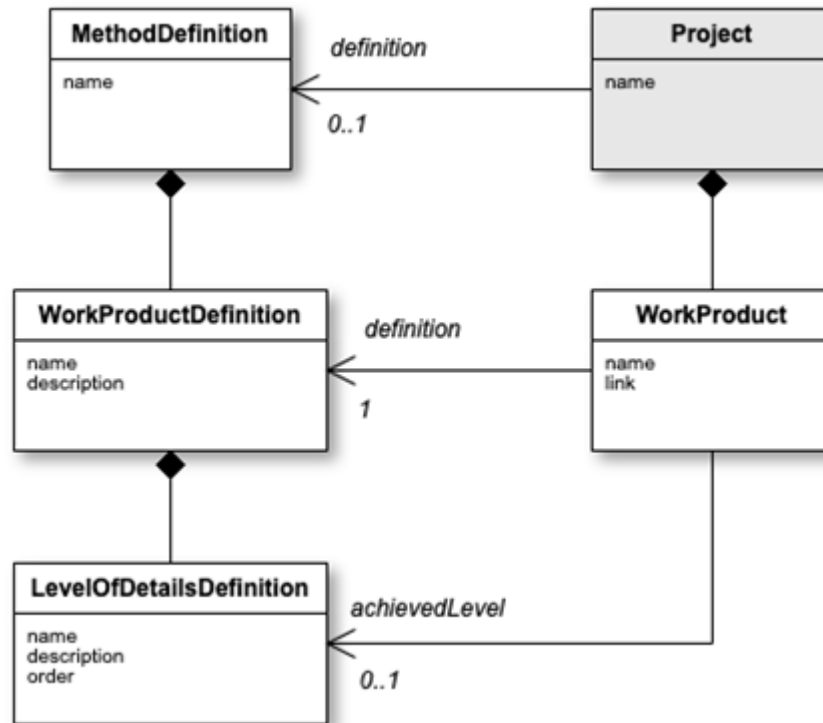 MethodDefinition
name
definition
0..1
Project
name
WorkProductDefinition
name
description
definition
1
WorkProduct
name
link
LevelOfDetailsDefinition
name
description
order
achievedLevel
0..1